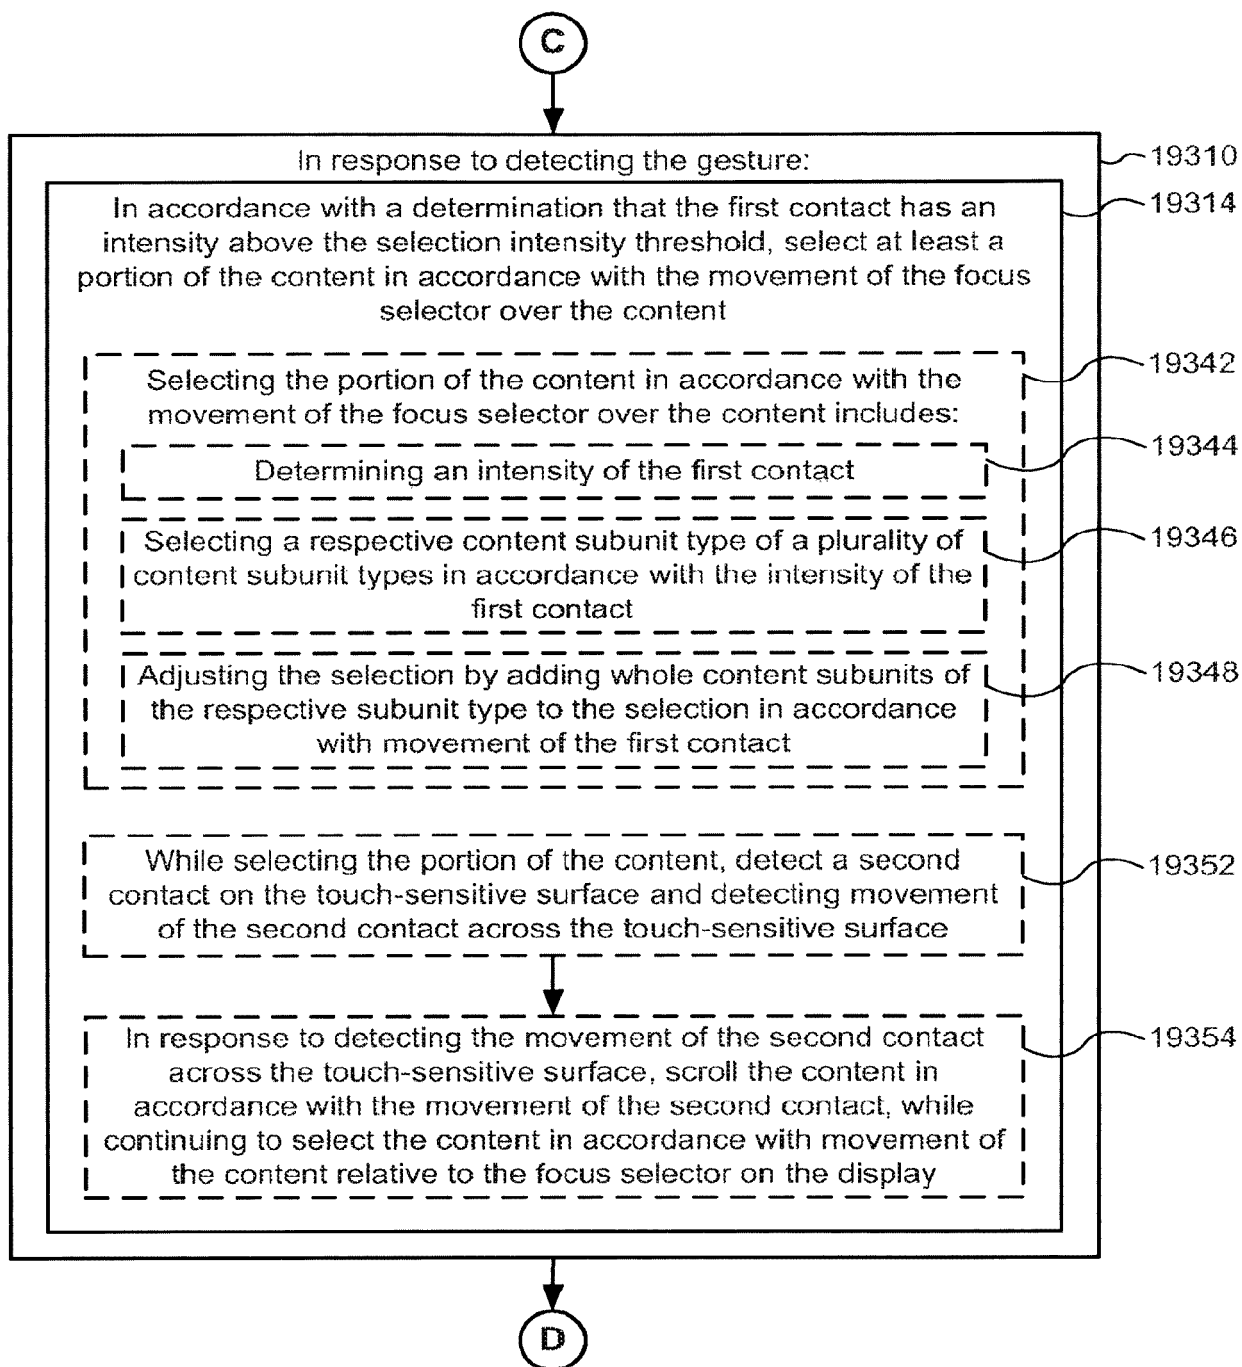 C
In response to detecting the gesture:
19310
In accordance with a determination that the first contact has an
19314
intensity above the selection intensity threshold, select at least a
portion of the content in accordance with the movement of the focus
selector over the content
Selecting the portion of the content in accordance with the
19342
movement of the focus selector over the content includes:
Determining an intensity of the first contact
19344
Selecting a respective content subunit type of a plurality of
19346
content subunit types in accordance with the intensity of the
first contact
Adjusting the selection by adding whole content subunits of
19348
the respective subunit type to the selection in accordance
with movement of the first contact
While selecting the portion of the content, detect a second
19352
contact on the touch-sensitive surface and detecting movement
of the second contact across the touch-sensitive surface
In response to detecting the movement of the second contact
19354
across the touch-sensitive surface, scroll the content in
accordance with the movement of the second contact, while
continuing to select the content in accordance with movement of
the content relative to the focus selector on the display
D